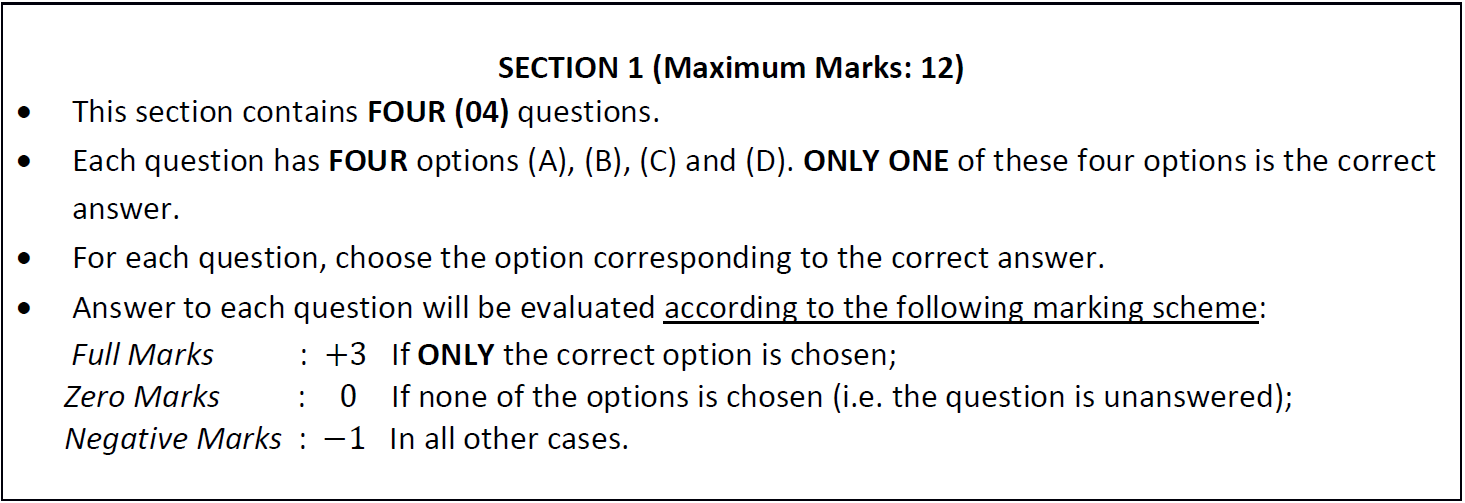 SECTION 1 (Maximum Marks: 12)
• This section contains FOUR (04) questions.
• Each question has FOUR options (A), (B), (C) and (D). ONLY ONE of these four options is the correct
answer.
• For each question, choose the option corresponding to the correct answer.
• Answer to each question will be evaluated according to the following marking scheme:
Full Marks : +3 If ONLY the correct option is chosen;
Zero Marks : 0 If none of the options is chosen (i.e. the question is unanswered);
Negative Marks : −1 In all other cases.